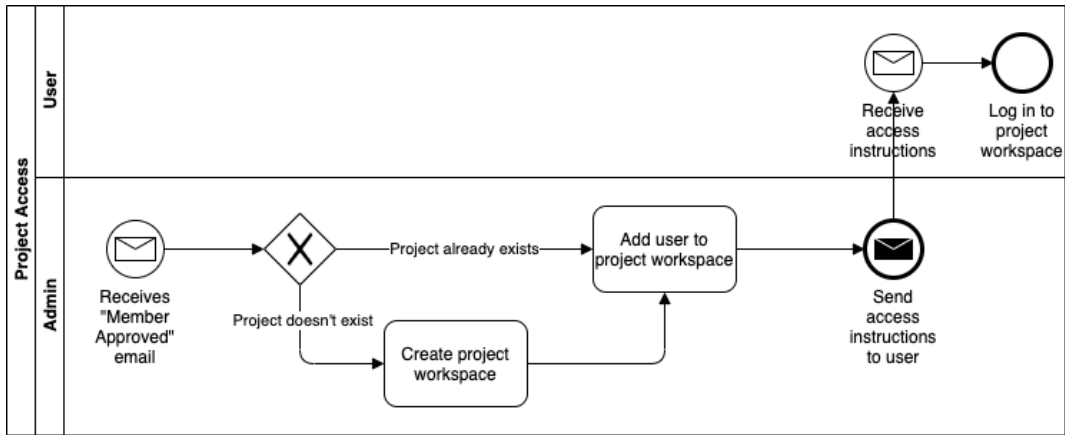 Project Access
User
Receive
access
instructions
Log in to
project
workspace
Admin
Receives
"Member
Approved"
email
Project already exists
Project doesn't exist
Create project
workspace
Add user to
project workspace
Send
access
instructions
to user